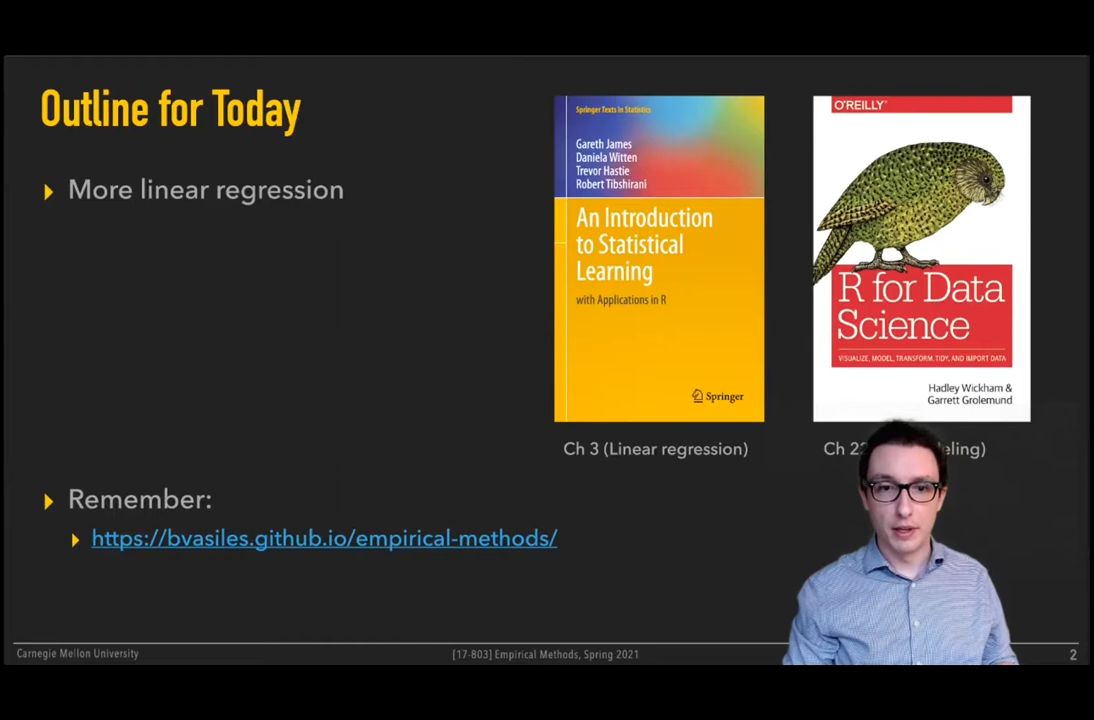 Outline for Today
More linear regression
Springer Texts in Statistics
Gareth James
Daniela Witten
Trevor Hastie
Robert Tibshirani
An Introduction
to Statistical
Learning
with Applications in R
Springer
Ch 3 (Linear regression)
O'REILLY
R for Data
Science
VISUALIZE, MODEL, TRANSFORM, TIDY, AND IMPORT DATA
Hadley Wickham &
Garrett Grolemund
Ch
Remember:
https://bvasiles.github.io/empirical-methods/
Carnegie Mellon University
[17-803] Empirical Methods, Spring 2021
2